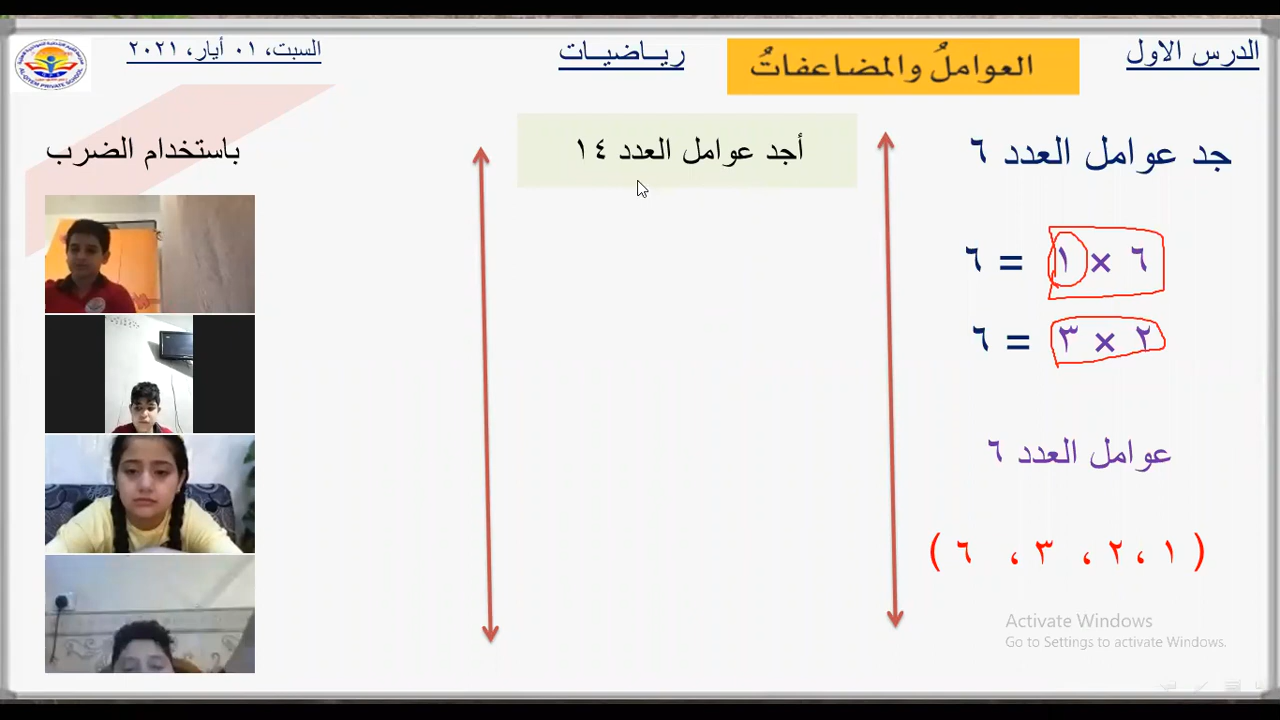 الدرس الاول
العواملُ والمضاعفاتُ
رياضيات
السبت، ٠١ أيار، ٢٠٢١
جد عوامل العدد ٦
٦ × ١ = ٦
٢ × ٣ = ٦
عوامل العدد ٦
( ١ ، ٢ ، ٣ ، ٦ )
أجد عوامل العدد ١٤
باستخدام الضرب
Activate Windows
Go to Settings to activate Windows.